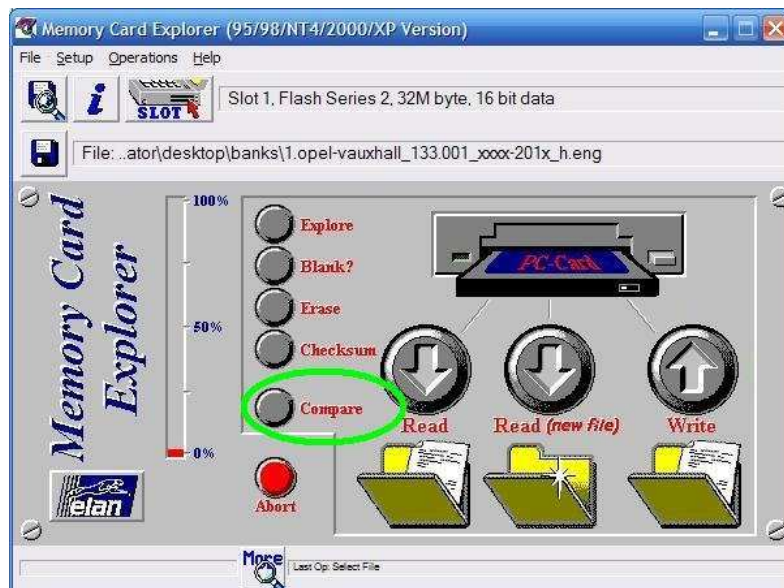 Memory Card Explorer (95/98/NT4/2000/XP Version)
File Setup Operations Help
i
SLOT
Slot 1, Flash Series 2, 32M byte, 16 bit data
File: ..ator\desktop\banks\1.opel-vauxhall_133.001_xxxx-201x_h.eng
Memory Card
Explorer
100%
50%
0%
Explore
Blank?
Erase
Checksum
Compare
Abort
PC-Card
Read
Read (new file)
Write
elan
More
Last Op: Select File